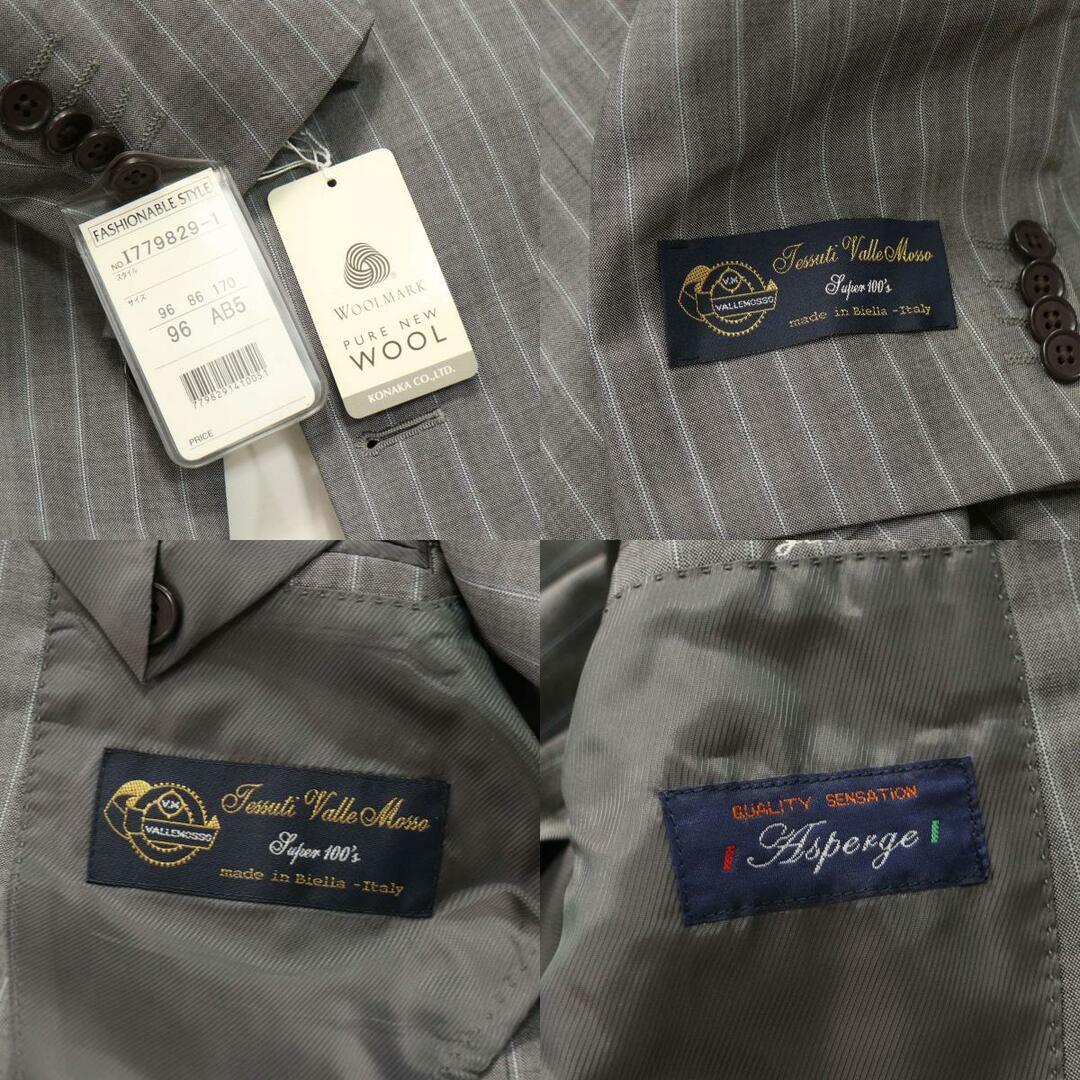 FASHIONABLE STYLE
NO. I779829-1
スタイル
サイズ
96 86 170
96 AB5
7798291410051
PRICE
WOOLMARK
PURE NEW
WOOL
KONAKA CO.,LTD.
V.M
VALLEMOSSO
Tessuti Valle Mosso
Super 100's
made in Biella - Italy
V.M
VALLEMOSSO
Tessuti Valle Mosso
Super 100's
made in Biella - Italy
QUALITY SENSATION
Asperge